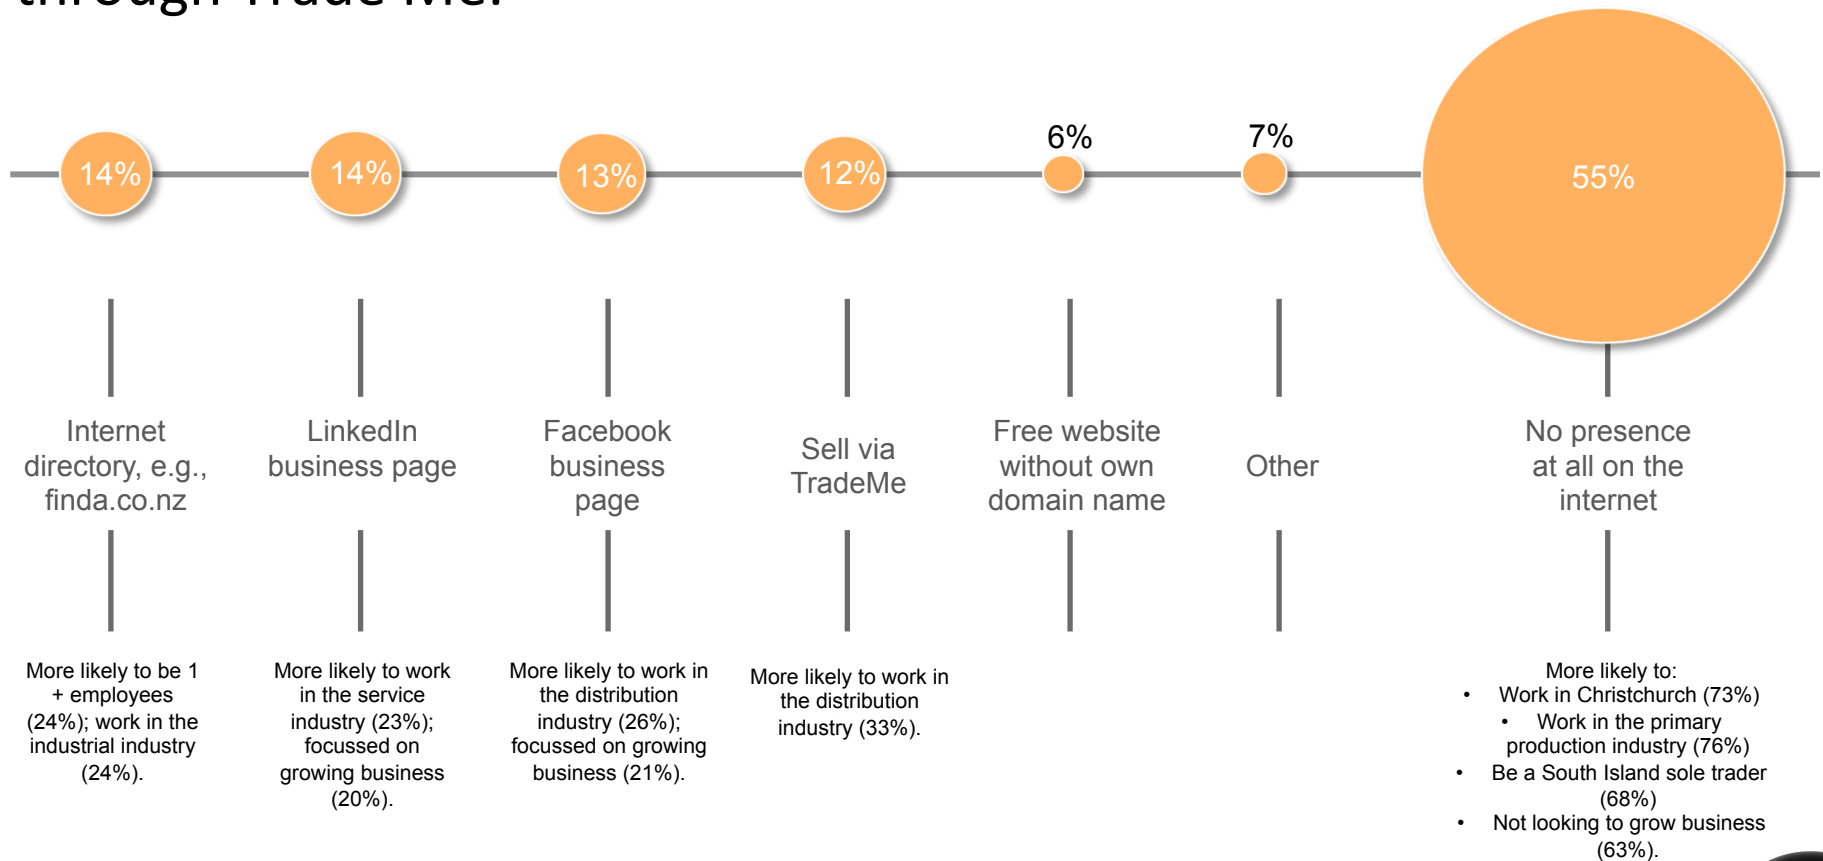 through Trade Me.
14%
14%
13%
12%
6%
7%
55%
Internet
directory, e.g.,
finda.co.nz
LinkedIn
business page
Facebook
business
page
Sell via
TradeMe
Free website
without own
domain name
Other
No presence
at all on the
internet
More likely to be 1
+ employees
(24%); work in the
industrial industry
(24%).
More likely to work
in the service
industry (23%);
focussed on
growing business
(20%).
More likely to work in
the distribution
industry (26%);
focussed on growing
business (21%).
More likely to work in
the distribution
industry (33%).
More likely to:
• Work in Christchurch (73%)
• Work in the primary
production industry (76%)
• Be a South Island sole trader
(68%)
• Not looking to grow business
(63%).